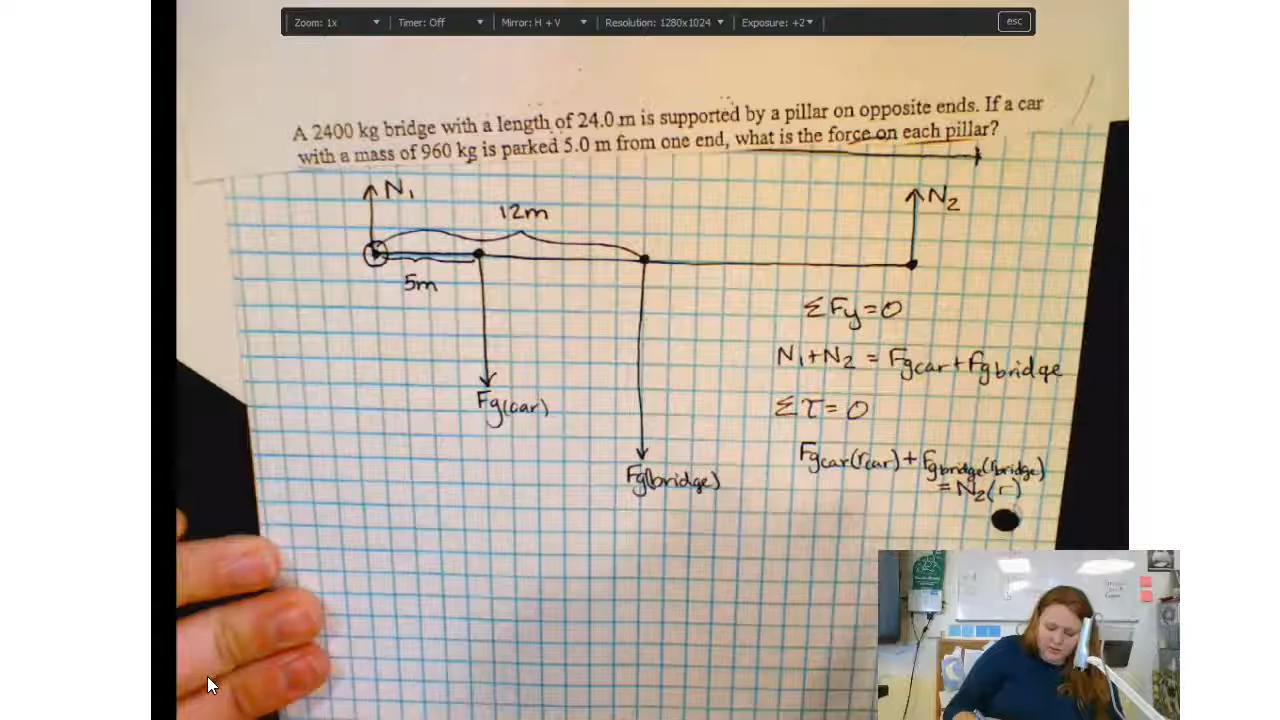 Zoom: 1x Timer: Off Mirror: H + V Resolution: 1280x1024 Exposure: +2 esc
A 2400 kg bridge with a length of 24.0 m is supported by a pillar on opposite ends. If a car
with a mass of 960 kg is parked 5.0 m from one end, what is the force on each pillar?
N₁
N₂
12m
5m
ΣFy=0
N₁+N₂ = Fgcar+Fgbridge
Fg(car)
Στ=0
Fgcar(rcar)+Fgbridge(rbridge)
=N₂(r)
Fg(bridge)